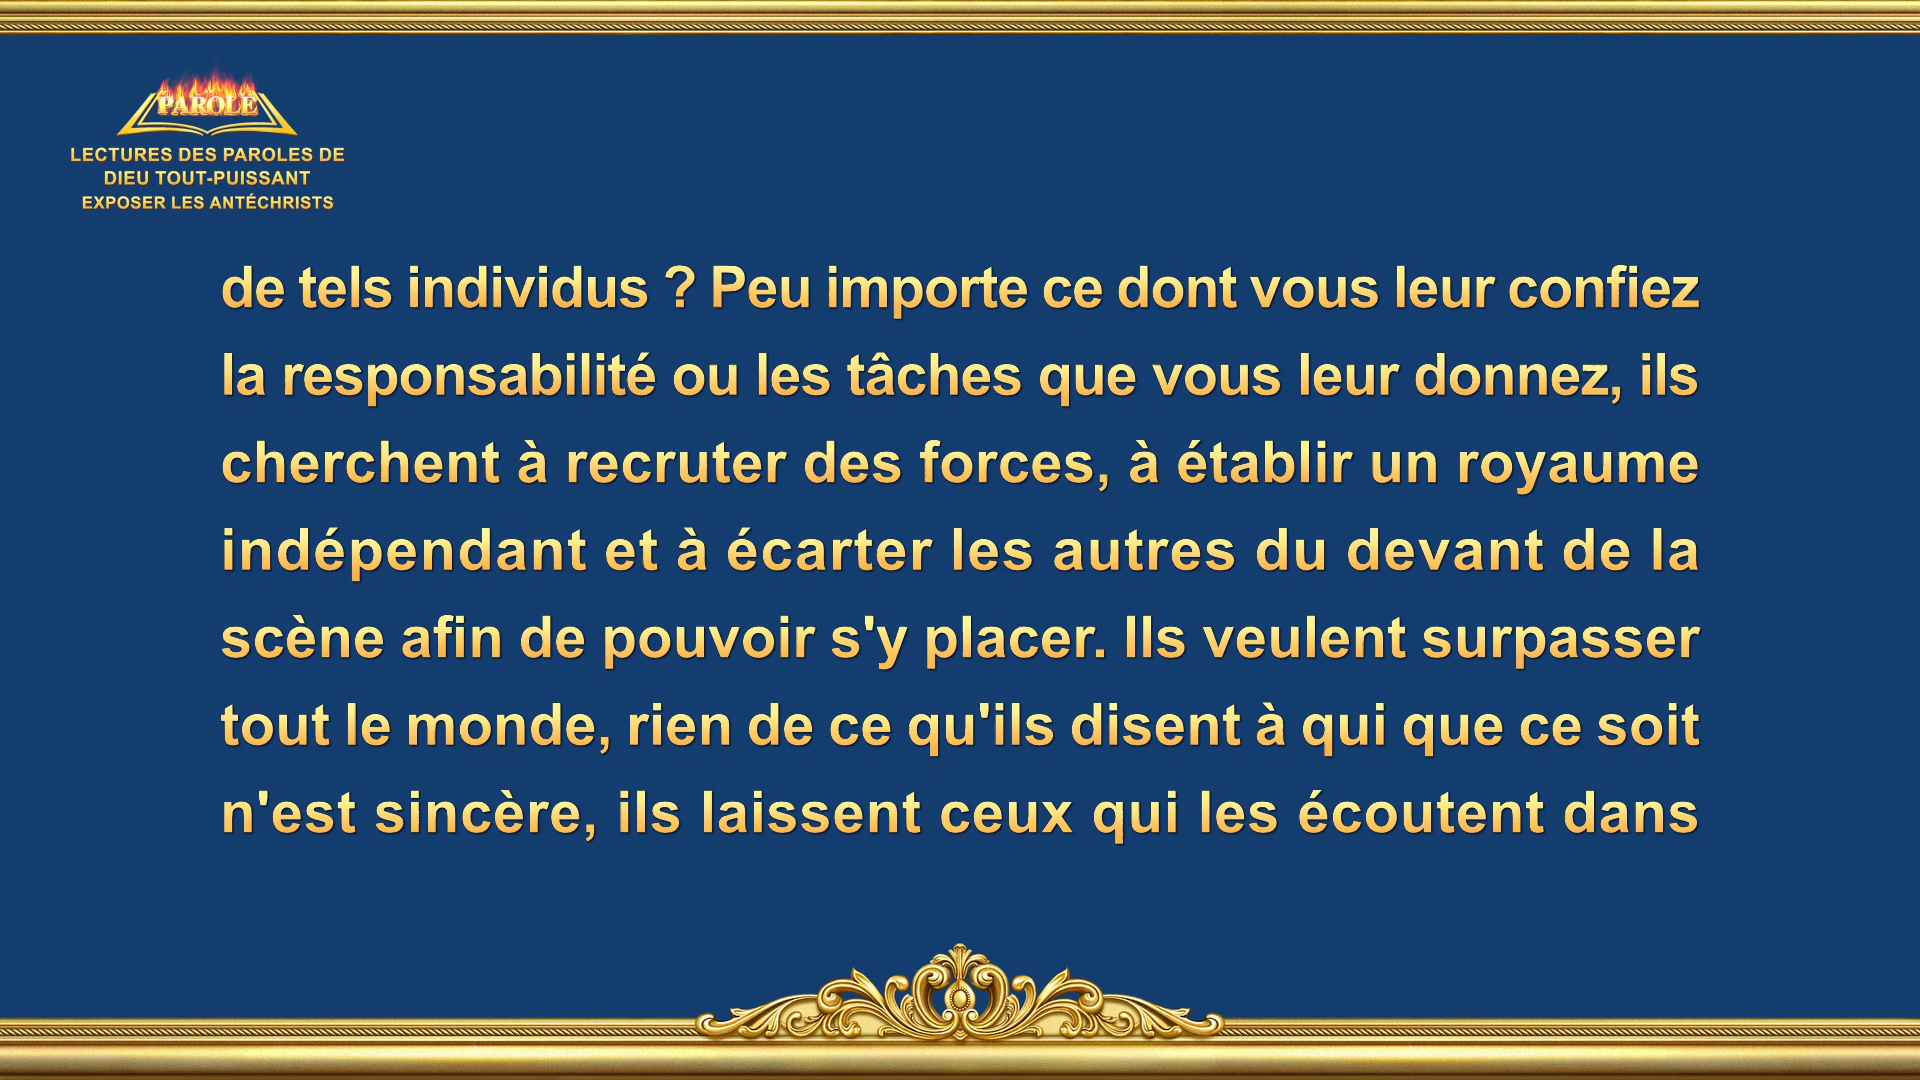 PAROLE
LECTURES DES PAROLES DE
DIEU TOUT-PUISSANT
EXPOSER LES ANTÉCHRISTS
de tels individus ? Peu importe ce dont vous leur confiez
la responsabilité ou les tâches que vous leur donnez, ils
cherchent à recruter des forces, à établir un royaume
indépendant et à écarter les autres du devant de la
scène afin de pouvoir s'y placer. Ils veulent surpasser
tout le monde, rien de ce qu'ils disent à qui que ce soit
n'est sincère, ils laissent ceux qui les écoutent dans